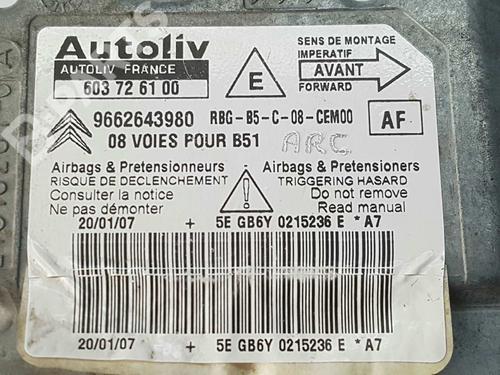 Autoliv
AUTOLIV FRANCE
603 72 61 00
E
SENS DE MONTAGE
IMPERATIF
AVANT
FORWARD
9662643980 RBG-B5-C-08-CEM00
AF
08 VOIES POUR B51
ARC
Airbags & Pretensionneurs
RISQUE DE DECLENCHEMENT
Consulter la notice
Ne pas démonter
Airbags & Pretensioners
TRIGGERING HASARD
Do not remove
Read manual
20/01/07 + 5E GB6Y 0215236 E *A7
20/01/07 + 5E GB6Y 0215236 E *A7